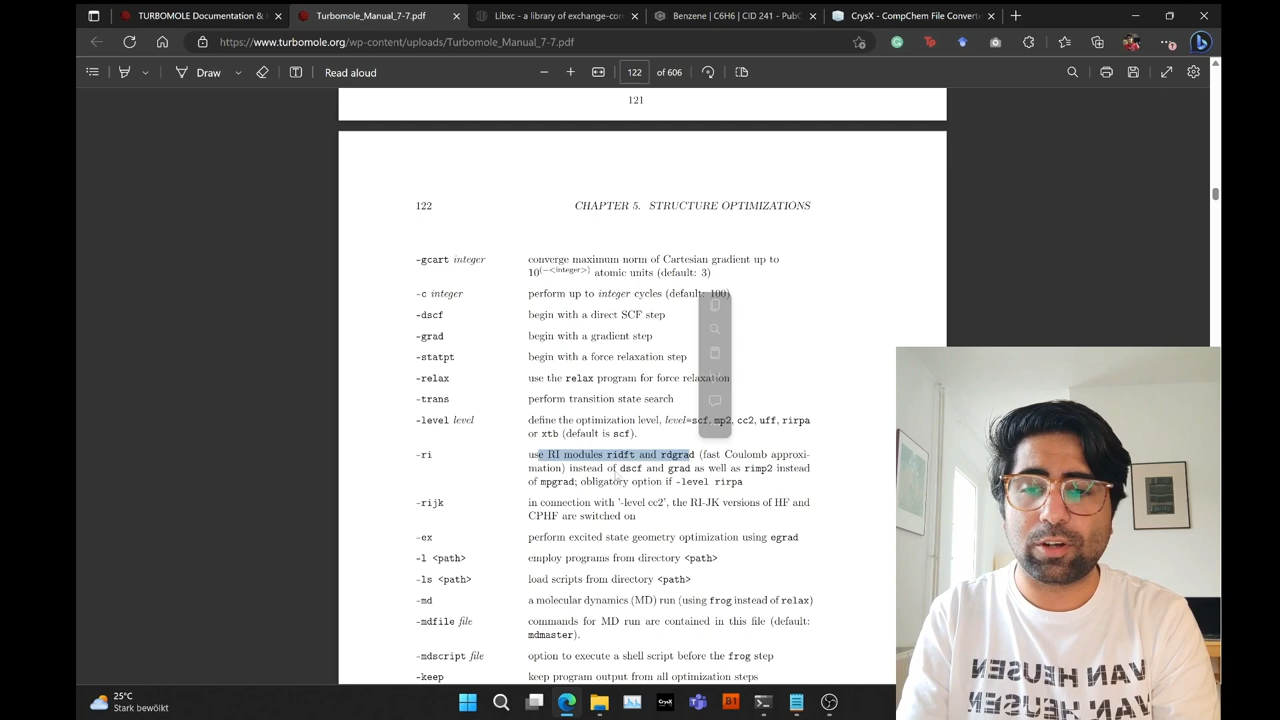 TURBOMOLE Documentation &
Turbomole_Manual_7-7.pdf
Libxc - a library of exchange-cor
Benzene | C6H6 | CID 241 - PubC
CrysX - CompChem File Converte
https://www.turbomole.org/wp-content/uploads/Turbomole_Manual_7-7.pdf
Draw
Read aloud
122 of 606
121
122 CHAPTER 5. STRUCTURE OPTIMIZATIONS
-gcart integer converge maximum norm of Cartesian gradient up to
10(−<integer>) atomic units (default: 3)
-c integer perform up to integer cycles (default: 100)
-dscf begin with a direct SCF step
-grad begin with a gradient step
-statpt begin with a force relaxation step
-relax use the relax program for force relaxation
-trans perform transition state search
-level level define the optimization level, level=scf, mp2, cc2, uff, rirpa
or xtb (default is scf).
-ri use RI modules ridft and rdgrad (fast Coulomb approxi-
mation) instead of dscf and grad as well as rimp2 instead
of mpgrad; obligatory option if -level rirpa
-rijk in connection with '-level cc2', the RI-JK versions of HF and
CPHF are switched on
-ex perform excited state geometry optimization using egrad
-l <path> employ programs from directory <path>
-ls <path> load scripts from directory <path>
-md a molecular dynamics (MD) run (using frog instead of relax)
-mdfile file commands for MD run are contained in this file (default:
mdmaster).
-mdscript file option to execute a shell script before the frog step
-keep keep program output from all optimization steps
VAN HEUSEN
VAN HEUSEN
25°C
Stark bewölkt
CrysX
B1